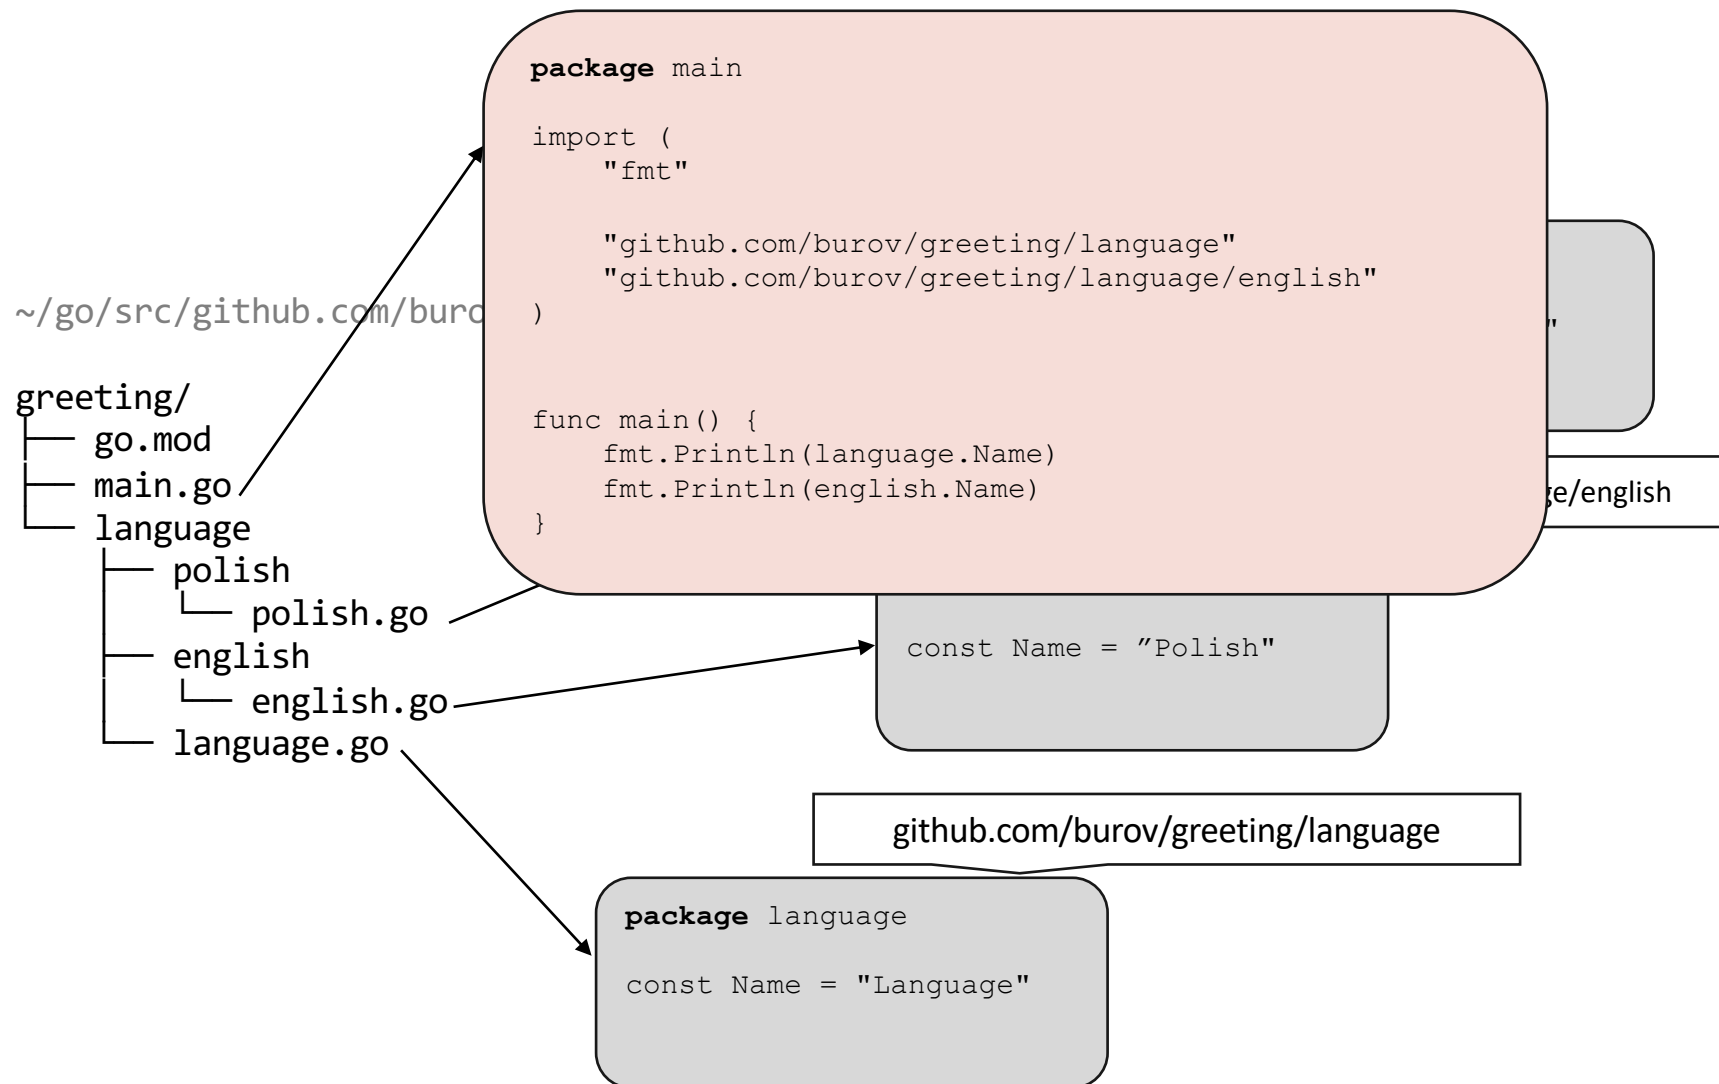 package main
import (
"fmt"
"github.com/burov/greeting/language"
"github.com/burov/greeting/language/english"
)
func main() {
fmt.Println(language.Name)
fmt.Println(english.Name)
}
~/go/src/github.com/buro
greeting/
go.mod
main.go
language
polish
polish.go
english
english.go
language.go
"
ge/english
const Name = ”Polish"
github.com/burov/greeting/language
package language
const Name = "Language"